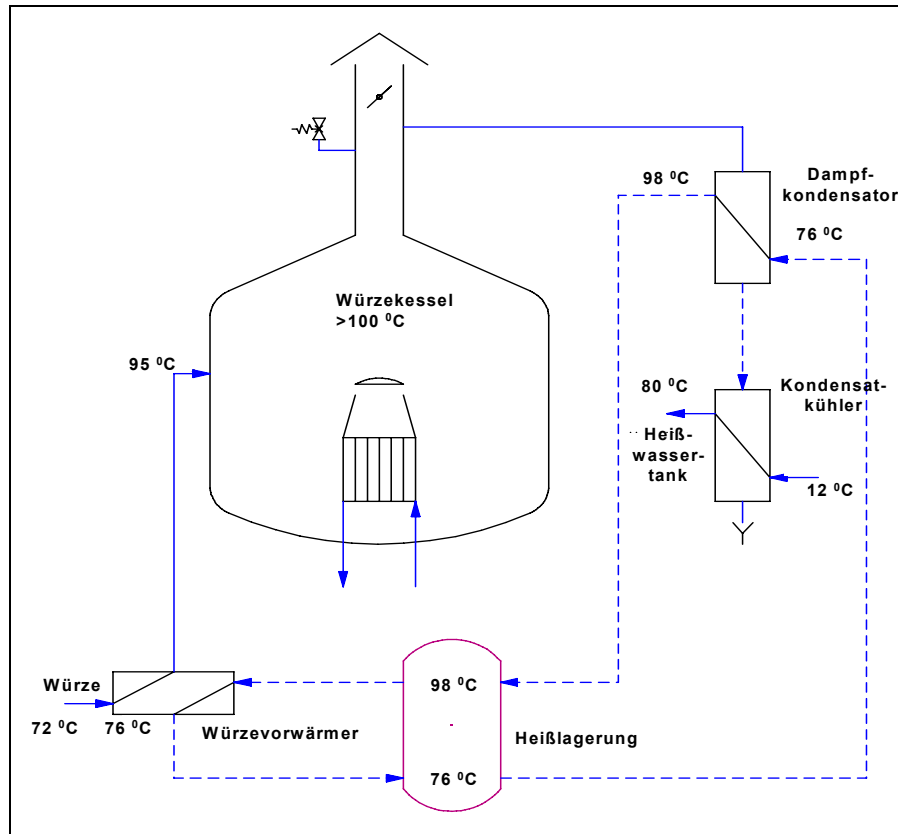 98 ⁰C
Dampf-
kondensator
76 ⁰C
Würzekessel
>100 ⁰C
95 ⁰C
80 ⁰C
Kondensat-
kühler
Heiß-
wasser-
tank
12 ⁰C
Würze
72 ⁰C
76 ⁰C
Würzevorwärmer
98 ⁰C
Heißlagerung
76 ⁰C